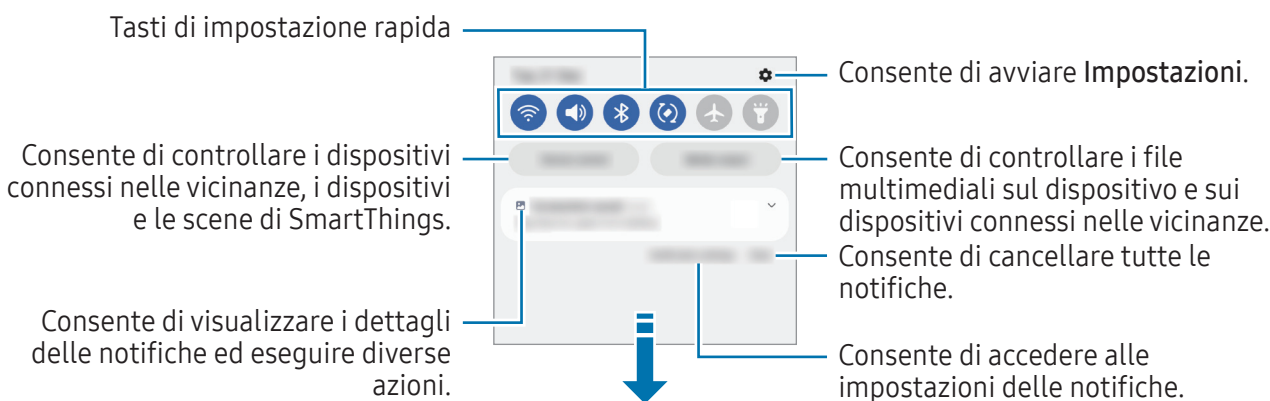 Tasti di impostazione rapida
Consente di avviare Impostazioni.
Consente di controllare i dispositivi
connessi nelle vicinanze, i dispositivi
e le scene di SmartThings.
Consente di controllare i file
multimediali sul dispositivo e sui
dispositivi connessi nelle vicinanze.
Consente di cancellare tutte le
notifiche.
Consente di visualizzare i dettagli
delle notifiche ed eseguire diverse
azioni.
Consente di accedere alle
impostazioni delle notifiche.